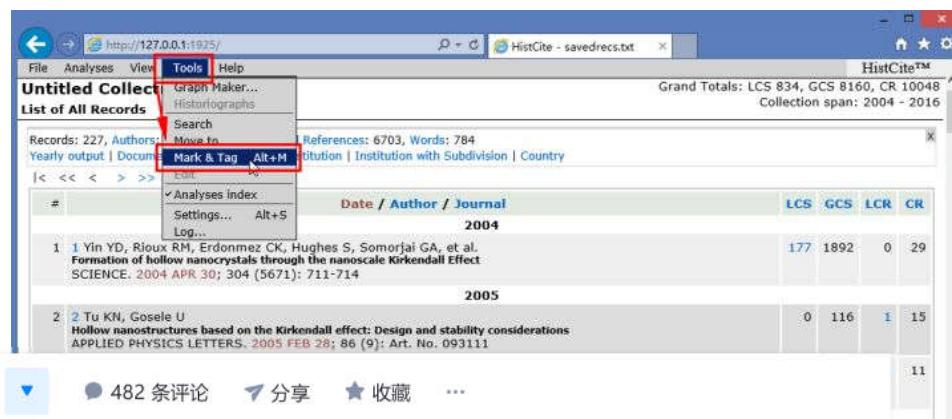 http://127.0.0.1:1925/
HistCite - savedrecs.txt
File Analyses View Tools Help
HistCite™
Untitled Collect
Grand Totals: LCS 834, GCS 8160, CR 10048
List of All Records
Collection span: 2004 - 2016
Graph Maker...
Historiographs
Search
Move to
Mark & Tag Alt+M
Edit
✓Analyses index
Settings... Alt+S
Log...
Records: 227, Authors: References: 6703, Words: 784
Yearly output | Docume titution | Institution with Subdivision | Country
|< << < > >>
# Date / Author / Journal LCS GCS LCR CR
2004
1 1 Yin YD, Rioux RM, Erdonmez CK, Hughes S, Somorjai GA, et al. 177 1892 0 29
Formation of hollow nanocrystals through the nanoscale Kirkendall Effect
SCIENCE. 2004 APR 30; 304 (5671): 711-714
2005
2 2 Tu KN, Gosele U 0 116 1 15
Hollow nanostructures based on the Kirkendall effect: Design and stability considerations
APPLIED PHYSICS LETTERS. 2005 FEB 28; 86 (9): Art. No. 093111
11
482 条评论 分享 收藏 ···